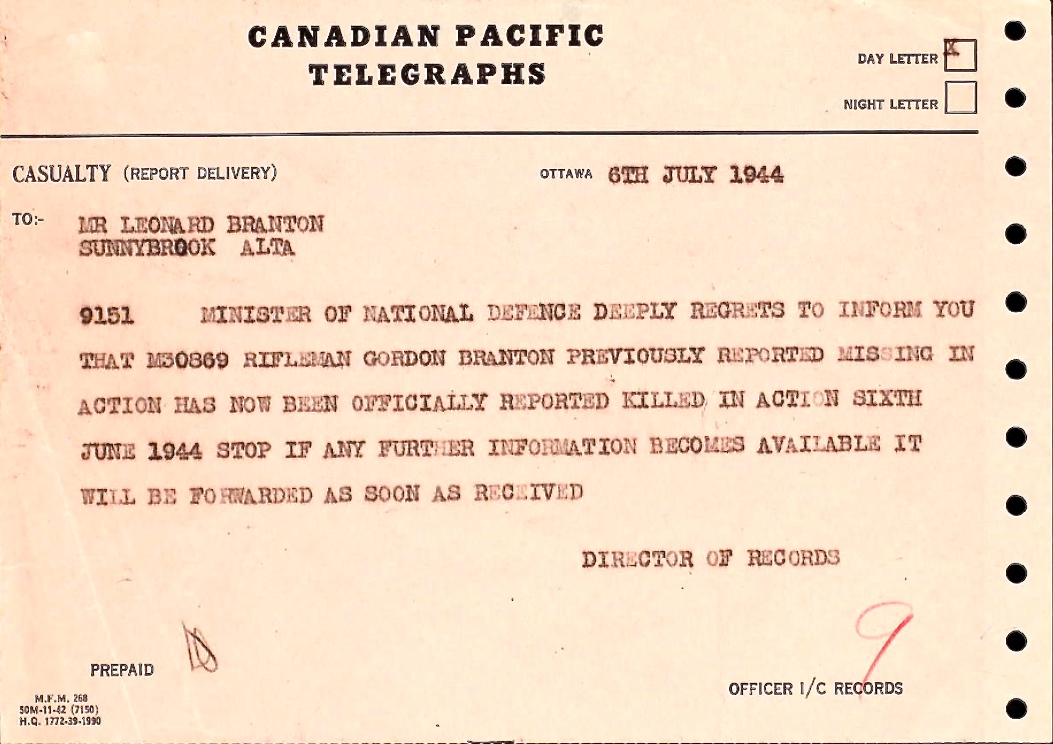 CANADIAN PACIFIC
TELEGRAPHS
DAY LETTER X
NIGHT LETTER
CASUALTY (REPORT DELIVERY) OTTAWA 6TH JULY 1944
TO:- MR LEONARD BRANTON
SUNNYBROOK ALTA
9151 MINISTER OF NATIONAL DEFENCE DEEPLY REGRETS TO INFORM YOU
THAT M30869 RIFLEMAN GORDON BRANTON PREVIOUSLY REPORTED MISSING IN
ACTION HAS NOW BEEN OFFICIALLY REPORTED KILLED IN ACTION SIXTH
JUNE 1944 STOP IF ANY FURTHER INFORMATION BECOMES AVAILABLE IT
WILL BE FORWARDED AS SOON AS RECEIVED
DIRECTOR OF RECORDS
9
PREPAID
OFFICER I/C RECORDS
M.F.M. 268
50M-11-42 (7150)
H.Q. 1772-39-1990